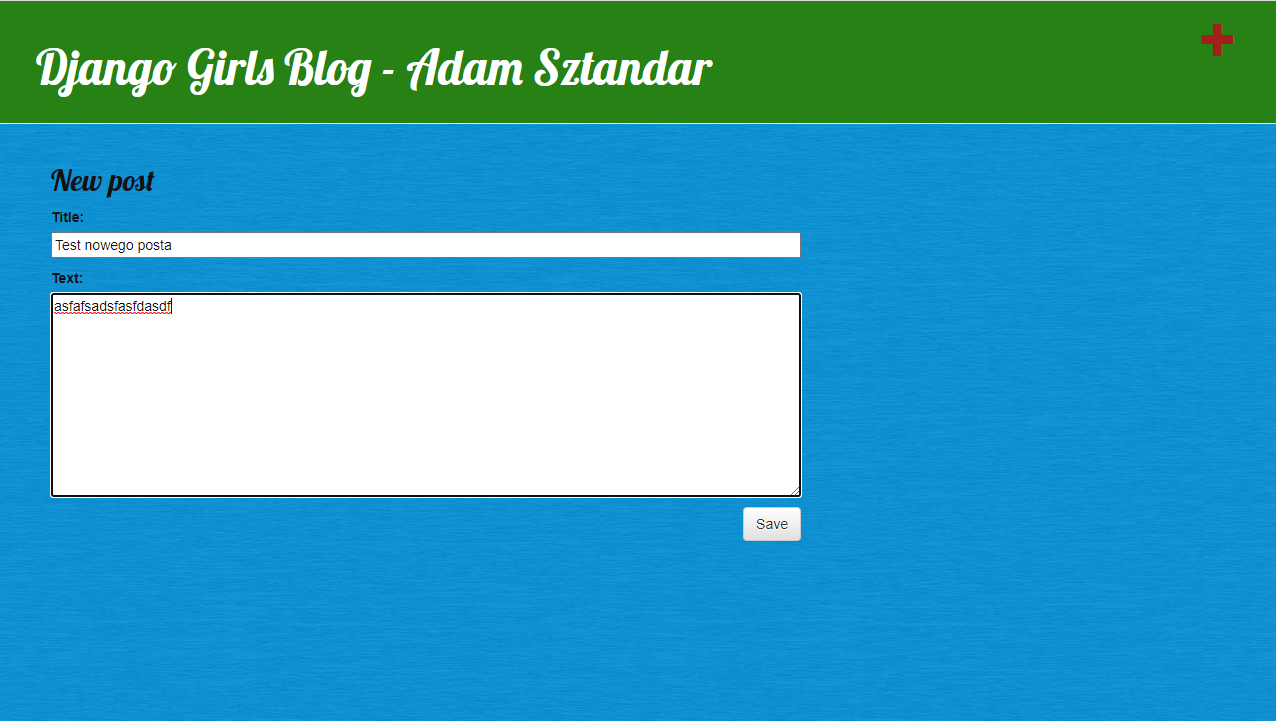 Django Girls Blog - Adam Sztandar
New post
Title:
Test nowego posta
Text:
asfafsadsfasfdasdf
Save